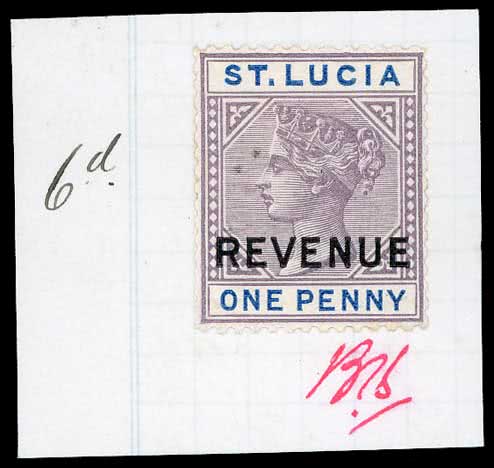 ST. LUCIA
6d.
REVENUE
ONE PENNY